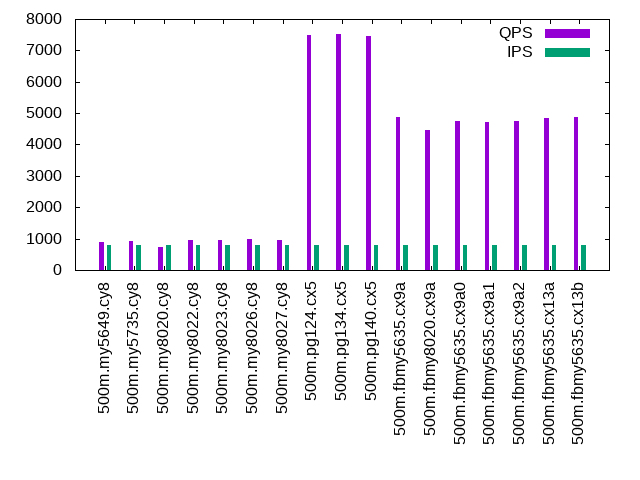 8000
7000
6000
5000
4000
3000
2000
1000
0
QPS
IPS
500m.my5649.cy8
500m.my5735.cy8
500m.my8020.cy8
500m.my8022.cy8
500m.my8023.cy8
500m.my8026.cy8
500m.my8027.cy8
500m.pg124.cx5
500m.pg134.cx5
500m.pg140.cx5
500m.fbmy5635.cx9a
500m.fbmy8020.cx9a
500m.fbmy5635.cx9a0
500m.fbmy5635.cx9a1
500m.fbmy5635.cx9a2
500m.fbmy5635.cx13a
500m.fbmy5635.cx13b